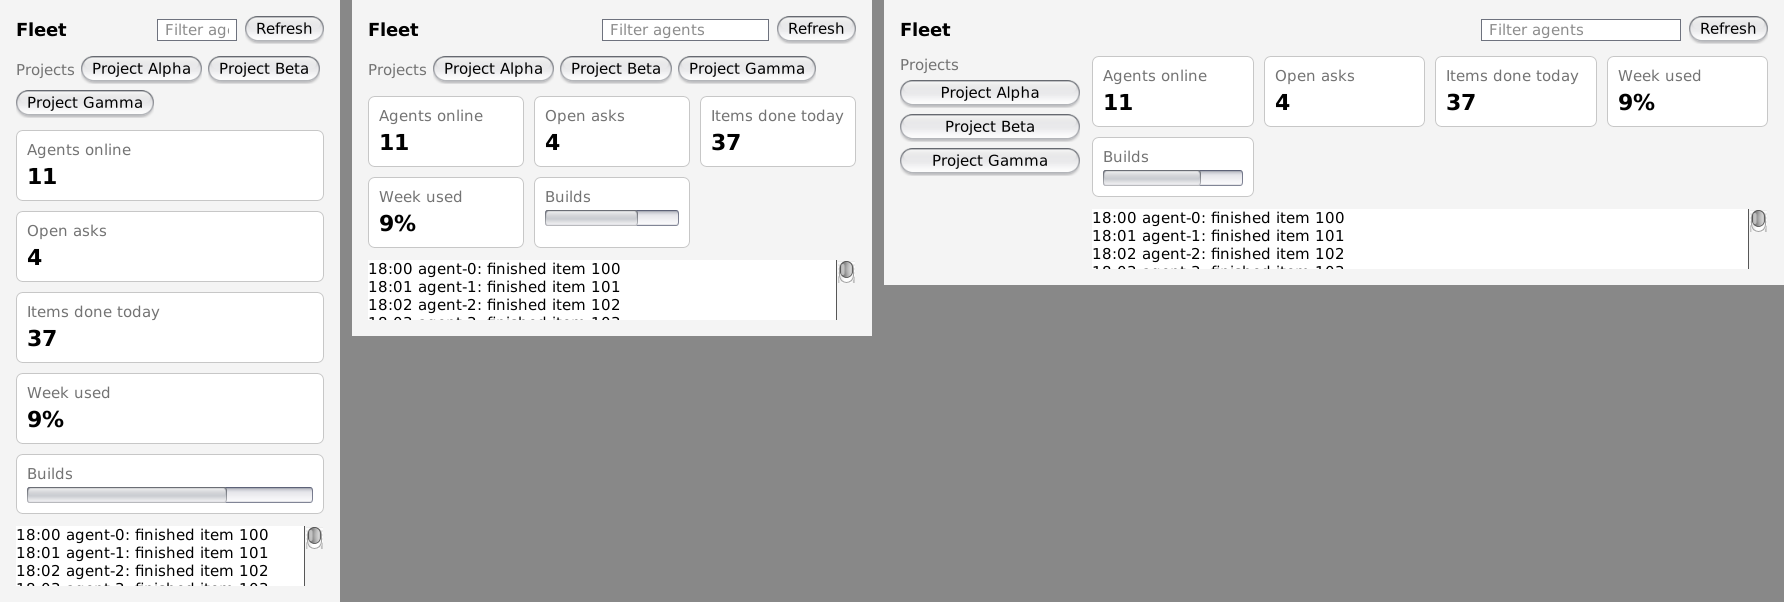 Fleet
Filter ag
Refresh
Projects
Project Alpha
Project Beta
Project Gamma
Agents online
11
Open asks
4
Items done today
37
Week used
9%
Builds
18:00 agent-0: finished item 100
18:01 agent-1: finished item 101
18:02 agent-2: finished item 102
Fleet
Filter agents
Refresh
Projects
Project Alpha
Project Beta
Project Gamma
Agents online
11
Open asks
4
Items done today
37
Week used
9%
Builds
18:00 agent-0: finished item 100
18:01 agent-1: finished item 101
18:02 agent-2: finished item 102
Fleet
Filter agents
Refresh
Projects
Project Alpha
Project Beta
Project Gamma
Agents online
11
Open asks
4
Items done today
37
Week used
9%
Builds
18:00 agent-0: finished item 100
18:01 agent-1: finished item 101
18:02 agent-2: finished item 102